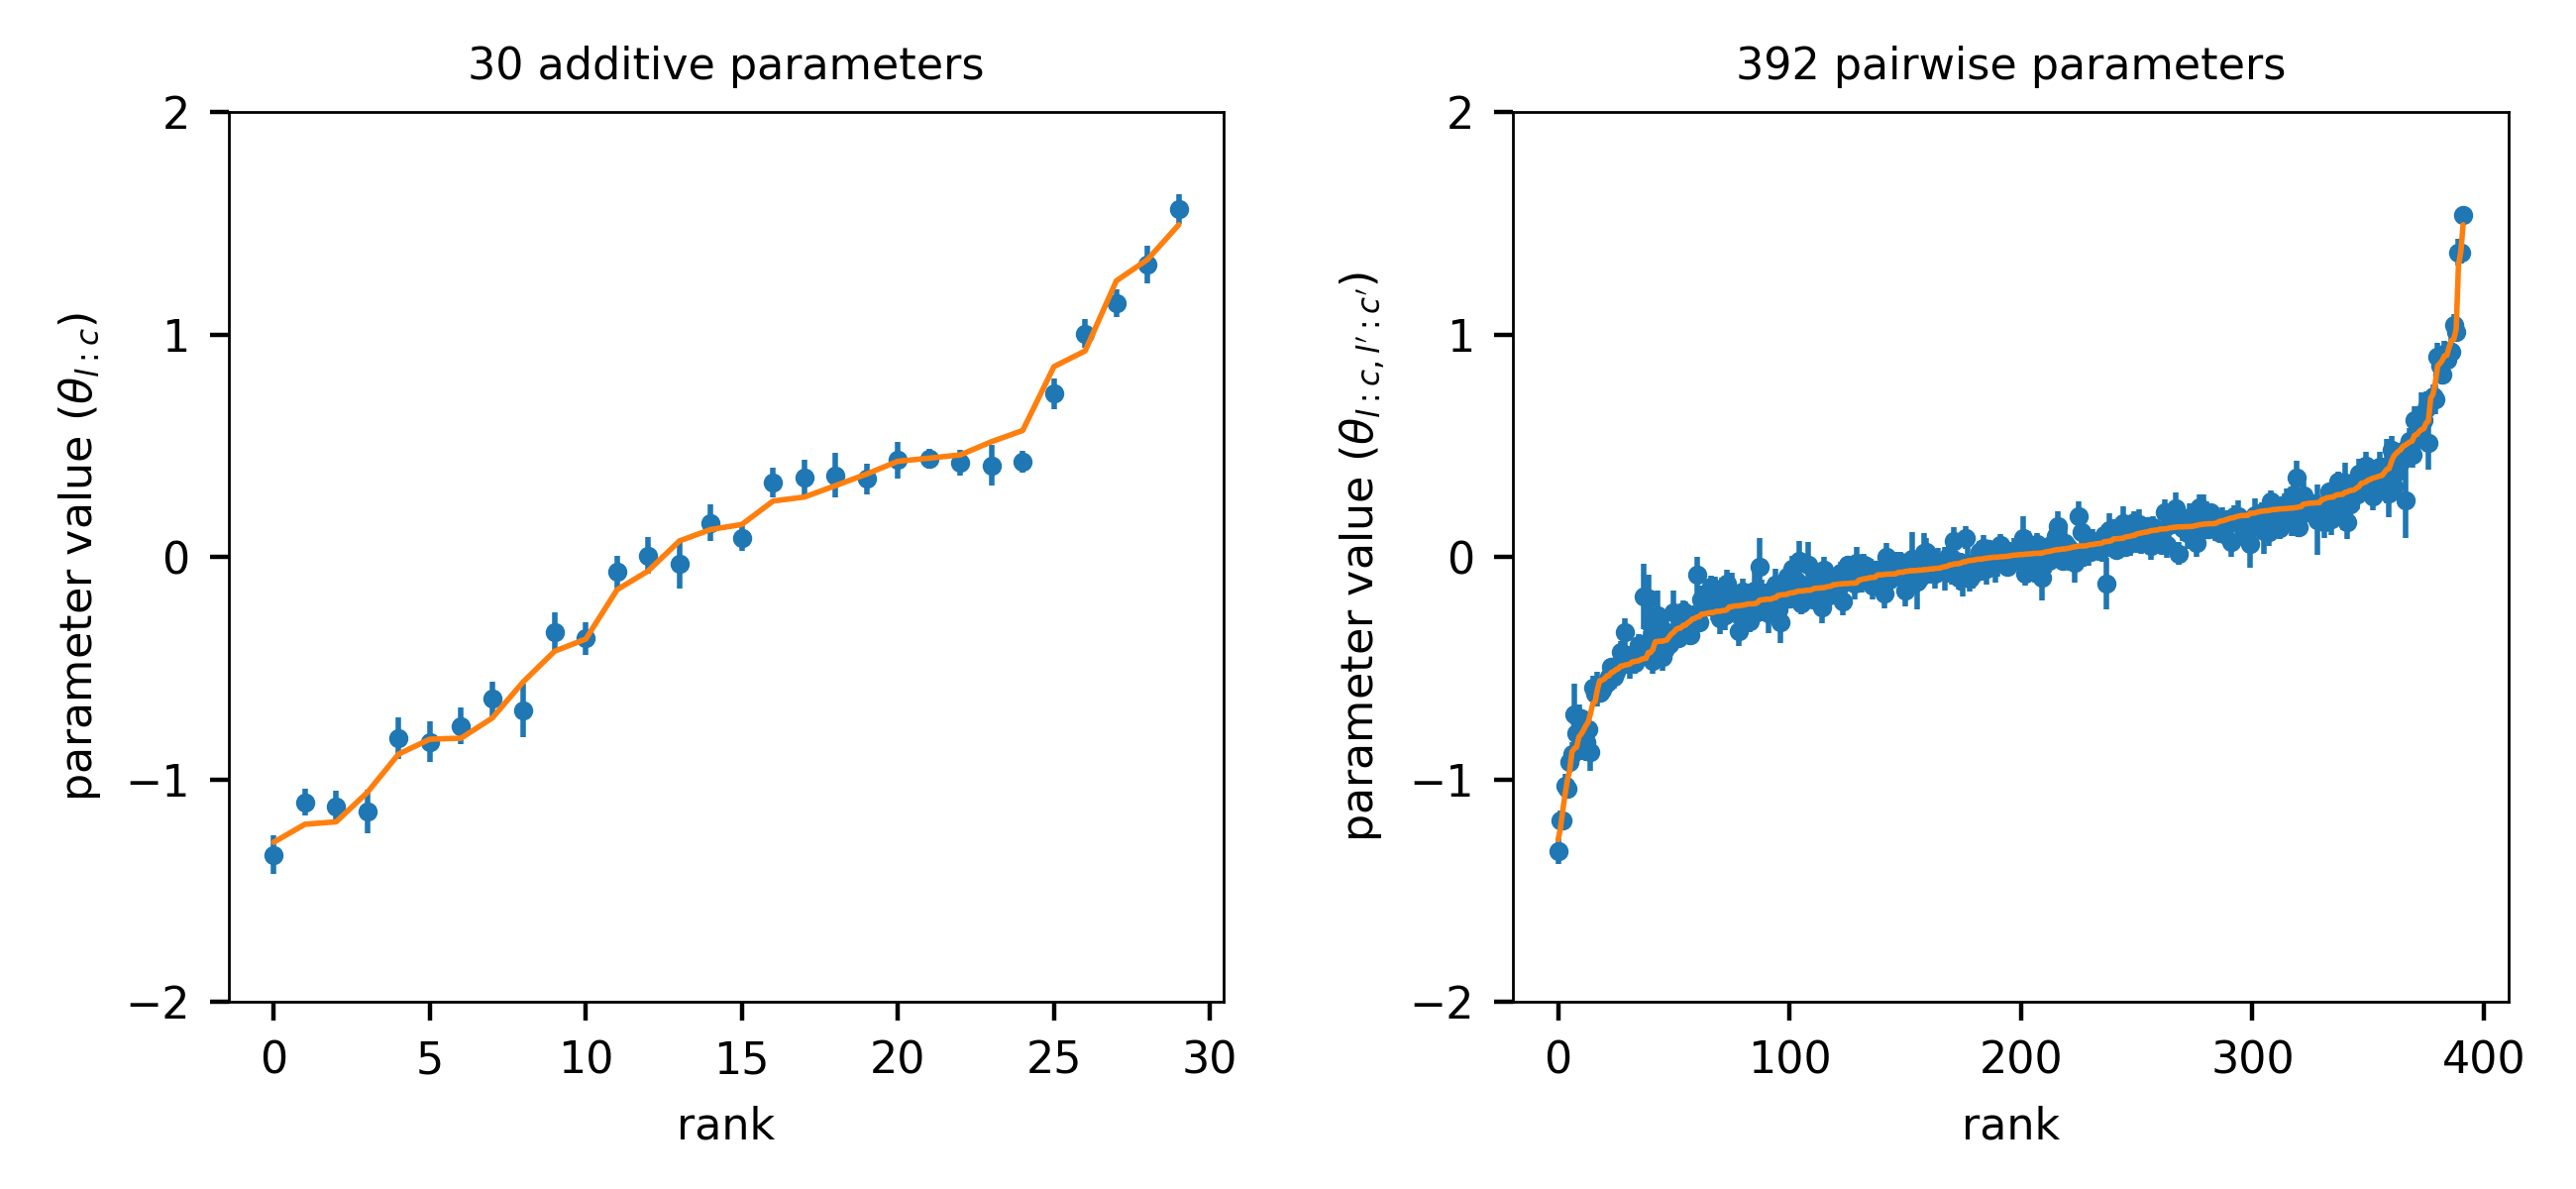 30 additive parameters
2
1
0
−1
−2
parameter value (θ_{l:c})
0 5 10 15 20 25 30
rank
392 pairwise parameters
2
1
0
−1
−2
parameter value (θ_{l:c,l′:c′})
0 100 200 300 400
rank